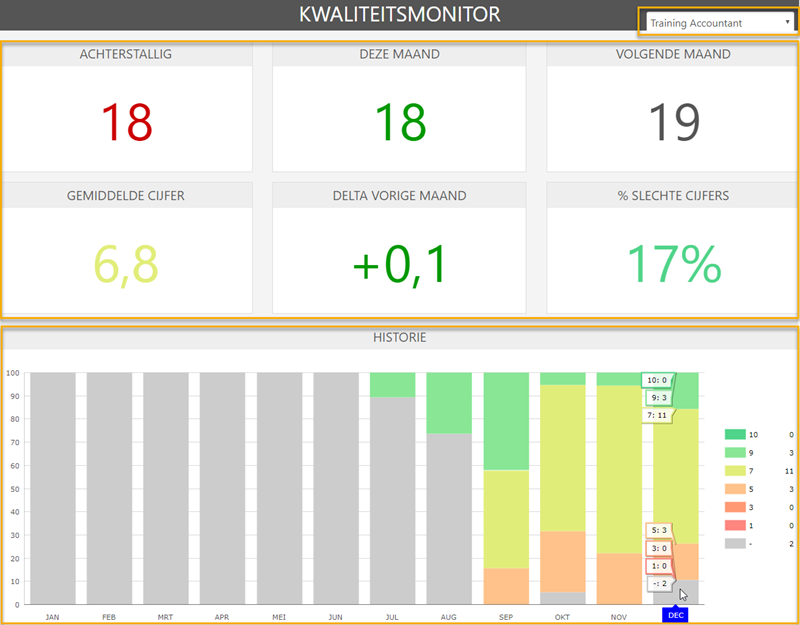 KWALITEITSMONITOR
Training Accountant
ACHTERSTALLIG
DEZE MAAND
VOLGENDE MAAND
18
18
19
GEMIDDELDE CIJFER
DELTA VORIGE MAAND
% SLECHTE CIJFERS
6,8
+0,1
17%
HISTORIE
100
90
80
70
60
50
40
30
20
10
0
JAN
FEB
MRT
APR
MEI
JUN
JUL
AUG
SEP
OKT
NOV
DEC
10: 0
9: 3
7: 11
5: 3
3: 0
1: 0
-: 2
10 0
9 3
7 11
5 3
3 0
1 0
- 2